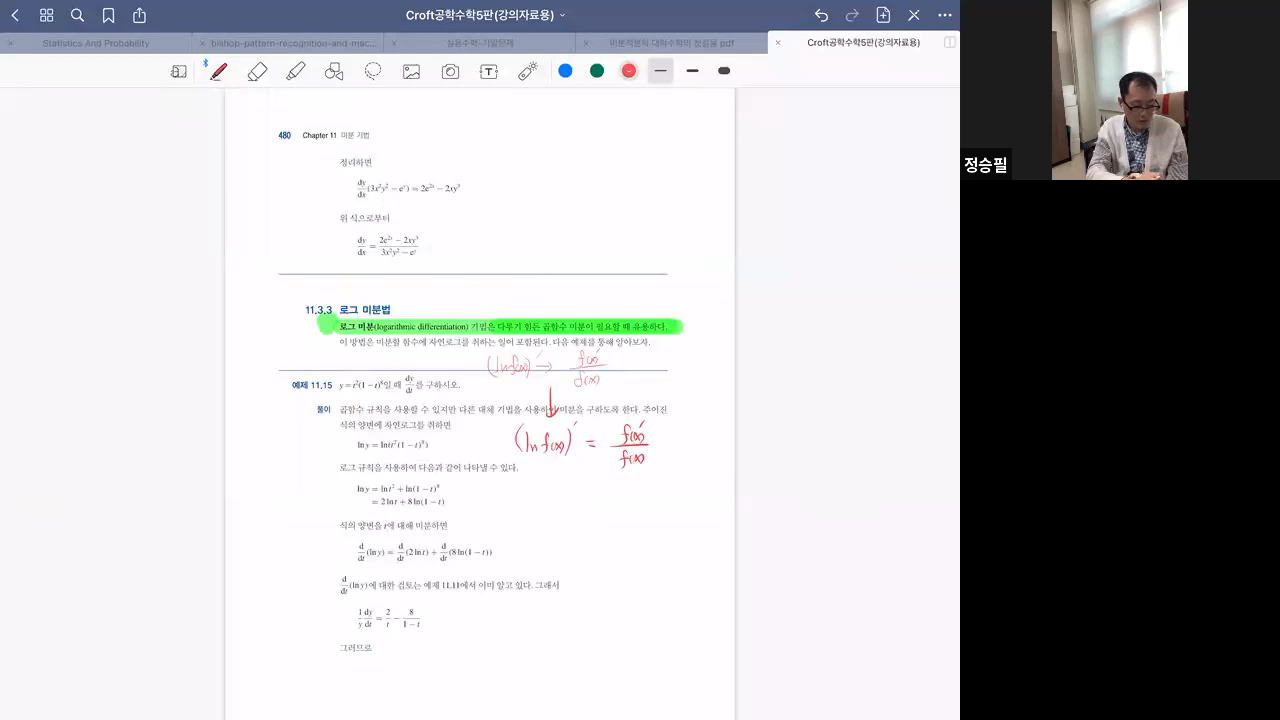 Croft공학수학5판(강의자료용)
Statistics And Probability
bishop-pattern-recognition-and-mac...
실용수학-기말문제
미분적분학 대학수학의 첫걸음.pdf
Croft공학수학5판(강의자료용)
정승필
480 Chapter 11 미분 기법
정리하면
dy/dx(3x²y² − eʸ) = 2e²ˣ − 2xy³
위 식으로부터
dy/dx = (2e²ˣ − 2xy³)/(3x²y² − eʸ)
11.3.3 로그 미분법
로그 미분(logarithmic differentiation) 기법은 다루기 힘든 곱함수 미분이 필요할 때 유용하다.
이 방법은 미분할 함수에 자연로그를 취하는 일이 포함된다. 다음 예제를 통해 알아보자.
(ln f(x))′ → f(x)′/f(x)
예제 11.15 y = t²(1 − t)⁸일 때 dy/dt를 구하시오.
풀이 곱함수 규칙을 사용할 수 있지만 다른 대체 기법을 사용하여 미분을 구하도록 한다. 주어진
식의 양변에 자연로그를 취하면
(ln f(x))′ = f(x)′/f(x)
ln y = ln(t²(1 − t)⁸)
로그 규칙을 사용하여 다음과 같이 나타낼 수 있다.
ln y = ln t² + ln(1 − t)⁸
= 2 ln t + 8 ln(1 − t)
식의 양변을 t에 대해 미분하면
d/dt(ln y) = d/dt(2 ln t) + d/dt(8 ln(1 − t))
d/dt(ln y)에 대한 검토는 예제 11.11에서 이미 알고 있다. 그래서
1/y dy/dt = 2/t − 8/(1 − t)
그러므로